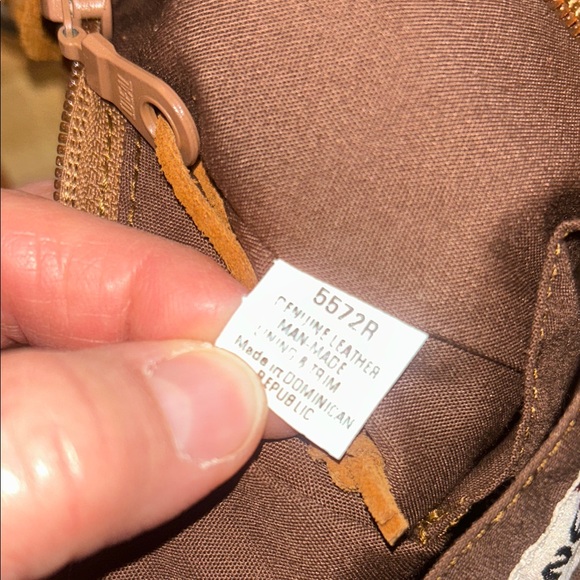 5572R
GENUINE LEATHER
MAN-MADE
LINING & TRIM
Made in DOMINICAN
REPUBLIC